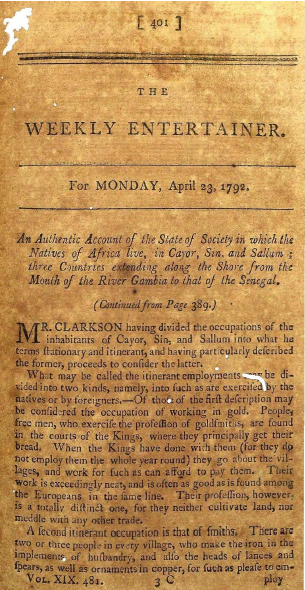 [ 401 ]
THE
WEEKLY ENTERTAINER.
For MONDAY, April 23, 1792.
An Authentic Account of the State of Society in which the
Natives of Africa live, in Cayor, Sin, and Sallum ;
three Countries extending along the Shore from the
Mouth of the River Gambia to that of the Senegal.
(Continued from Page 389.)
MR. CLARKSON having divided the occupations of the
inhabitants of Cayor, Sin, and Sallum into what he
terms stationary and itinerant, and having particularly described
the former, proceeds to consider the latter.
What may be called the itinerant employments may be di-
vided into two kinds, namely, into such as are exercised by the
natives or by foreigners.—Of those of the first description may
be considered the occupation of working in gold. People,
free men, who exercise the profession of goldsmiths, are found
in the courts of the Kings, where they principally get their
bread. When the Kings have done with them (for they do
not employ them the whole year round) they go about the vil-
lages, and work for such as can afford to pay them. Their
work is exceedingly neat, and is often as good as is found among
the Europeans in the same line. Their profession, however,
is a totally distinct one, for they neither cultivate land, nor
meddle with any other trade.
A second itinerant occupation is that of smiths. There are
two or three people in every village, who make the iron in the
implements of husbandry, and also the heads of lances and
spears, as well as ornaments in copper, for such as please to em-
VOL. XIX. 481. 3 C ploy